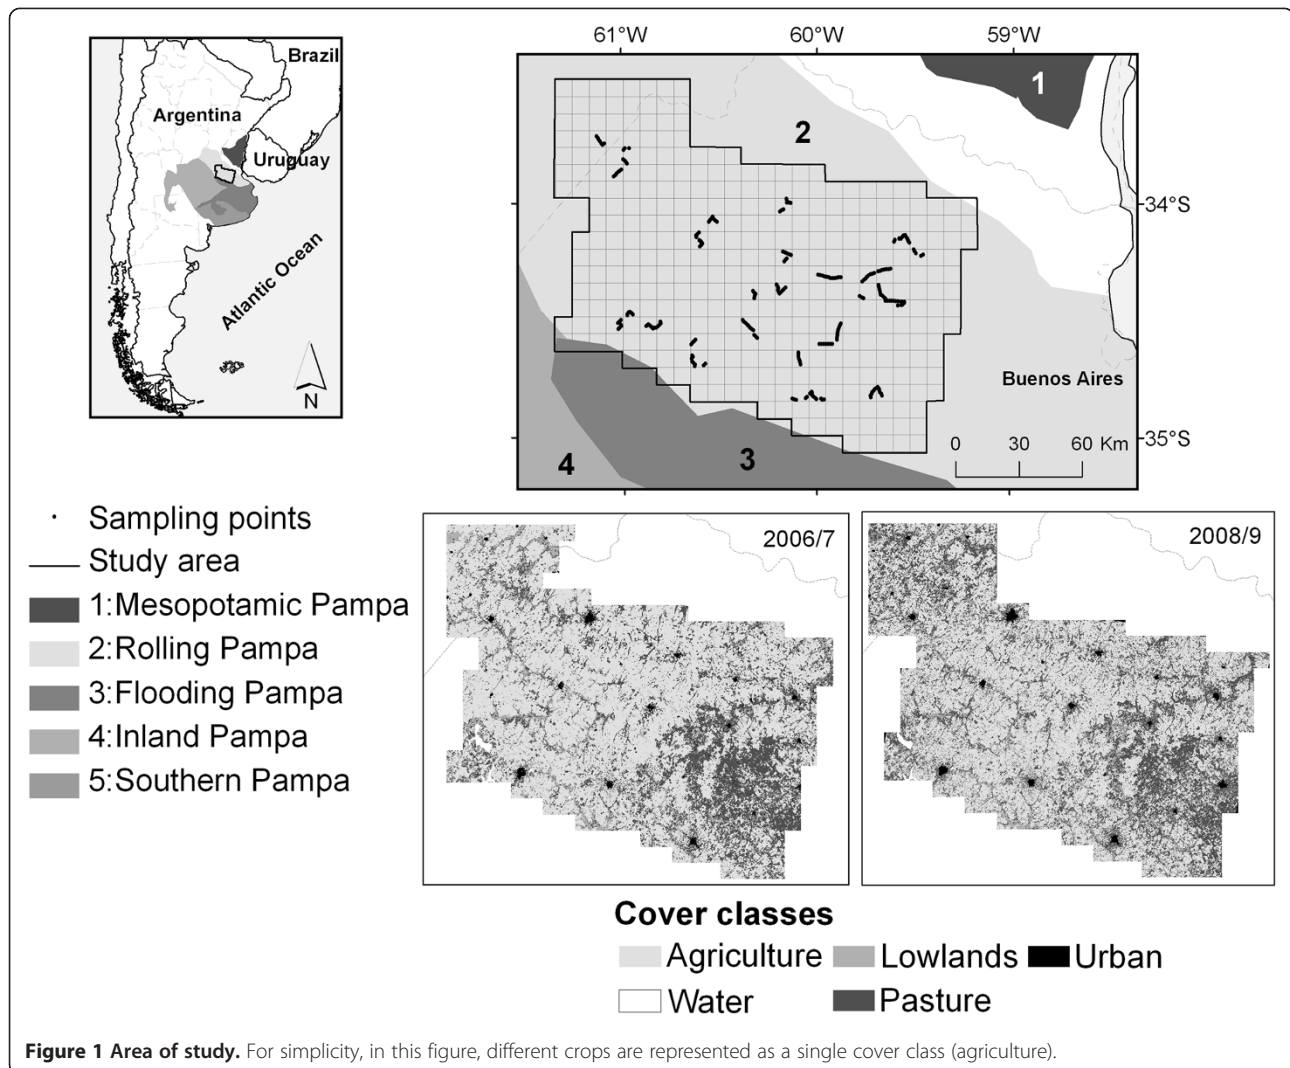 Brazil
Argentina
Uruguay
Atlantic Ocean
N
61°W 60°W 59°W
1
2
34°S
Buenos Aires
0 30 60 Km
35°S
3
4
Sampling points
Study area
1:Mesopotamic Pampa
2:Rolling Pampa
3:Flooding Pampa
4:Inland Pampa
5:Southern Pampa
2006/7
2008/9
Cover classes
Agriculture Lowlands Urban
Water Pasture
Figure 1 Area of study. For simplicity, in this figure, different crops are represented as a single cover class (agriculture).